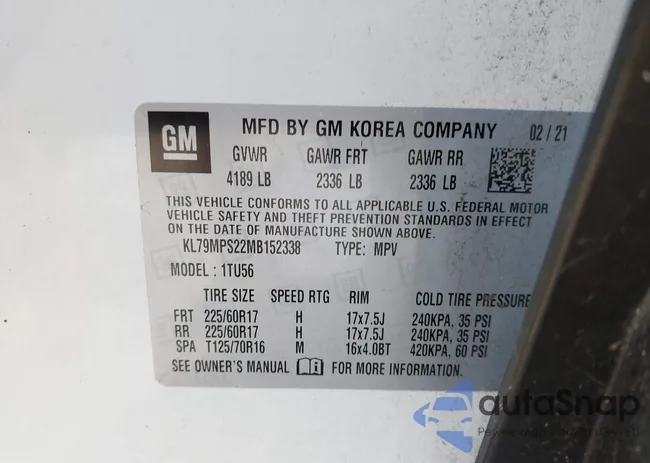 GM MFD BY GM KOREA COMPANY 02/21
GVWR GAWR FRT GAWR RR
4189 LB 2336 LB 2336 LB
THIS VEHICLE CONFORMS TO ALL APPLICABLE U.S. FEDERAL MOTOR
VEHICLE SAFETY AND THEFT PREVENTION STANDARDS IN EFFECT
ON THE DATE OF MANUFACTURE SHOWN ABOVE.
KL79MPS22MB152338 TYPE: MPV
MODEL: 1TU56
TIRE SIZE SPEED RTG RIM COLD TIRE PRESSURE
FRT 225/60R17 H 17x7.5J 240KPA, 35 PSI
RR 225/60R17 H 17x7.5J 240KPA, 35 PSI
SPA T125/70R16 M 16x4.0BT 420KPA, 60 PSI
SEE OWNER'S MANUAL FOR MORE INFORMATION
autoSnap